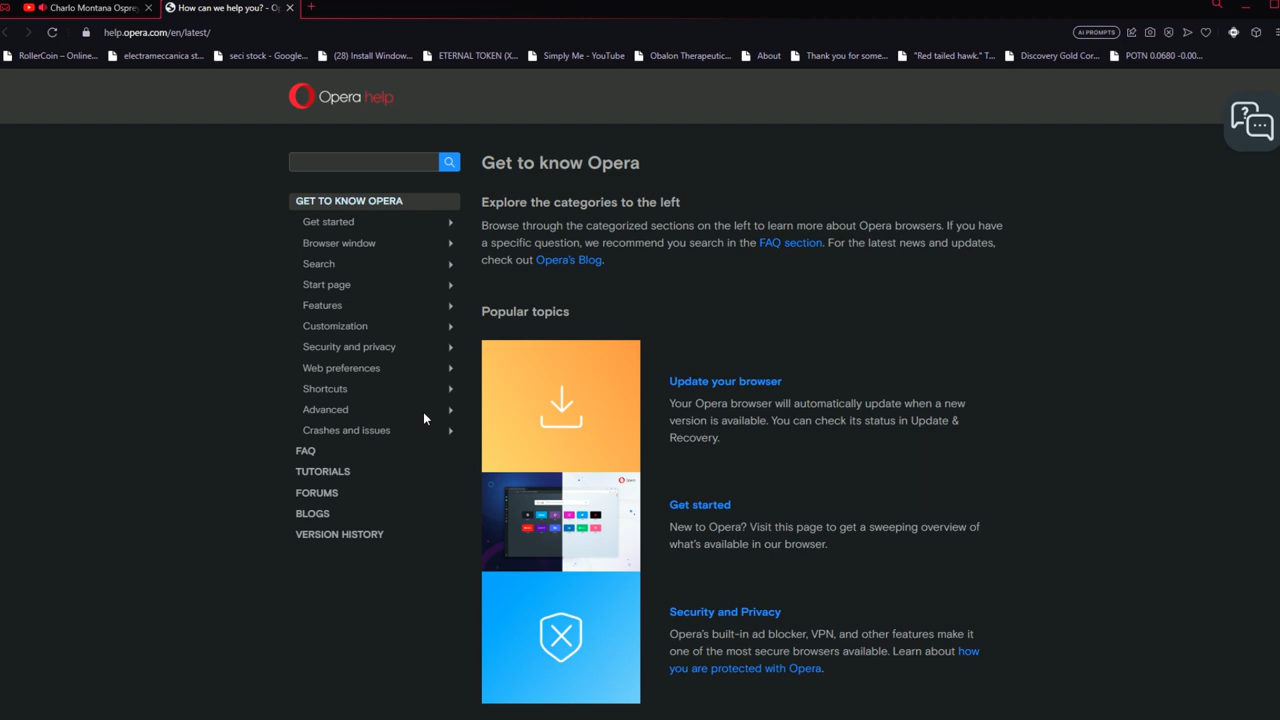 Charlo Montana Ospre
How can we help you? - Op
help.opera.com/en/latest/
AI PROMPTS
RollerCoin – Online...
electrameccanica st...
seci stock - Google...
(28) Install Window...
ETERNAL TOKEN (X...
Simply Me - YouTube
Obalon Therapeutic...
About
Thank you for some...
"Red tailed hawk." T...
Discovery Gold Cor...
POTN 0.0680 -0.00...
Opera help
Get to know Opera
GET TO KNOW OPERA
Get started
Browser window
Search
Start page
Features
Customization
Security and privacy
Web preferences
Shortcuts
Advanced
Crashes and issues
FAQ
TUTORIALS
FORUMS
BLOGS
VERSION HISTORY
Explore the categories to the left
Browse through the categorized sections on the left to learn more about Opera browsers. If you have
a specific question, we recommend you search in the FAQ section. For the latest news and updates,
check out Opera's Blog.
Popular topics
Opera
Update your browser
Your Opera browser will automatically update when a new
version is available. You can check its status in Update &
Recovery.
Get started
New to Opera? Visit this page to get a sweeping overview of
what's available in our browser.
Security and Privacy
Opera's built-in ad blocker, VPN, and other features make it
one of the most secure browsers available. Learn about how
you are protected with Opera.